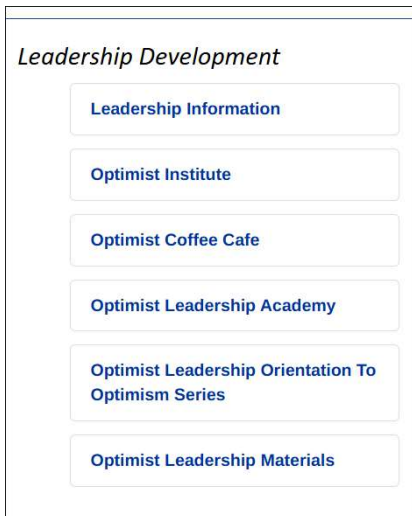 Leadership Development
Leadership Information
Optimist Institute
Optimist Coffee Cafe
Optimist Leadership Academy
Optimist Leadership Orientation To
Optimism Series
Optimist Leadership Materials